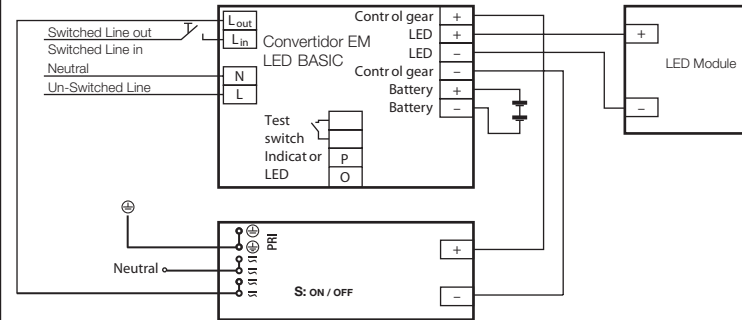 Switched Line out
Switched Line in
Neutral
Un-Switched Line
Lout
Lin
N
L
Convertidor EM
LED BASIC
Control gear +
LED +
LED –
Control gear –
Battery +
Battery –
Test
switch
Indicator
LED
P
O
+
–
LED Module
PRI
Neutral
S: ON / OFF
+
–